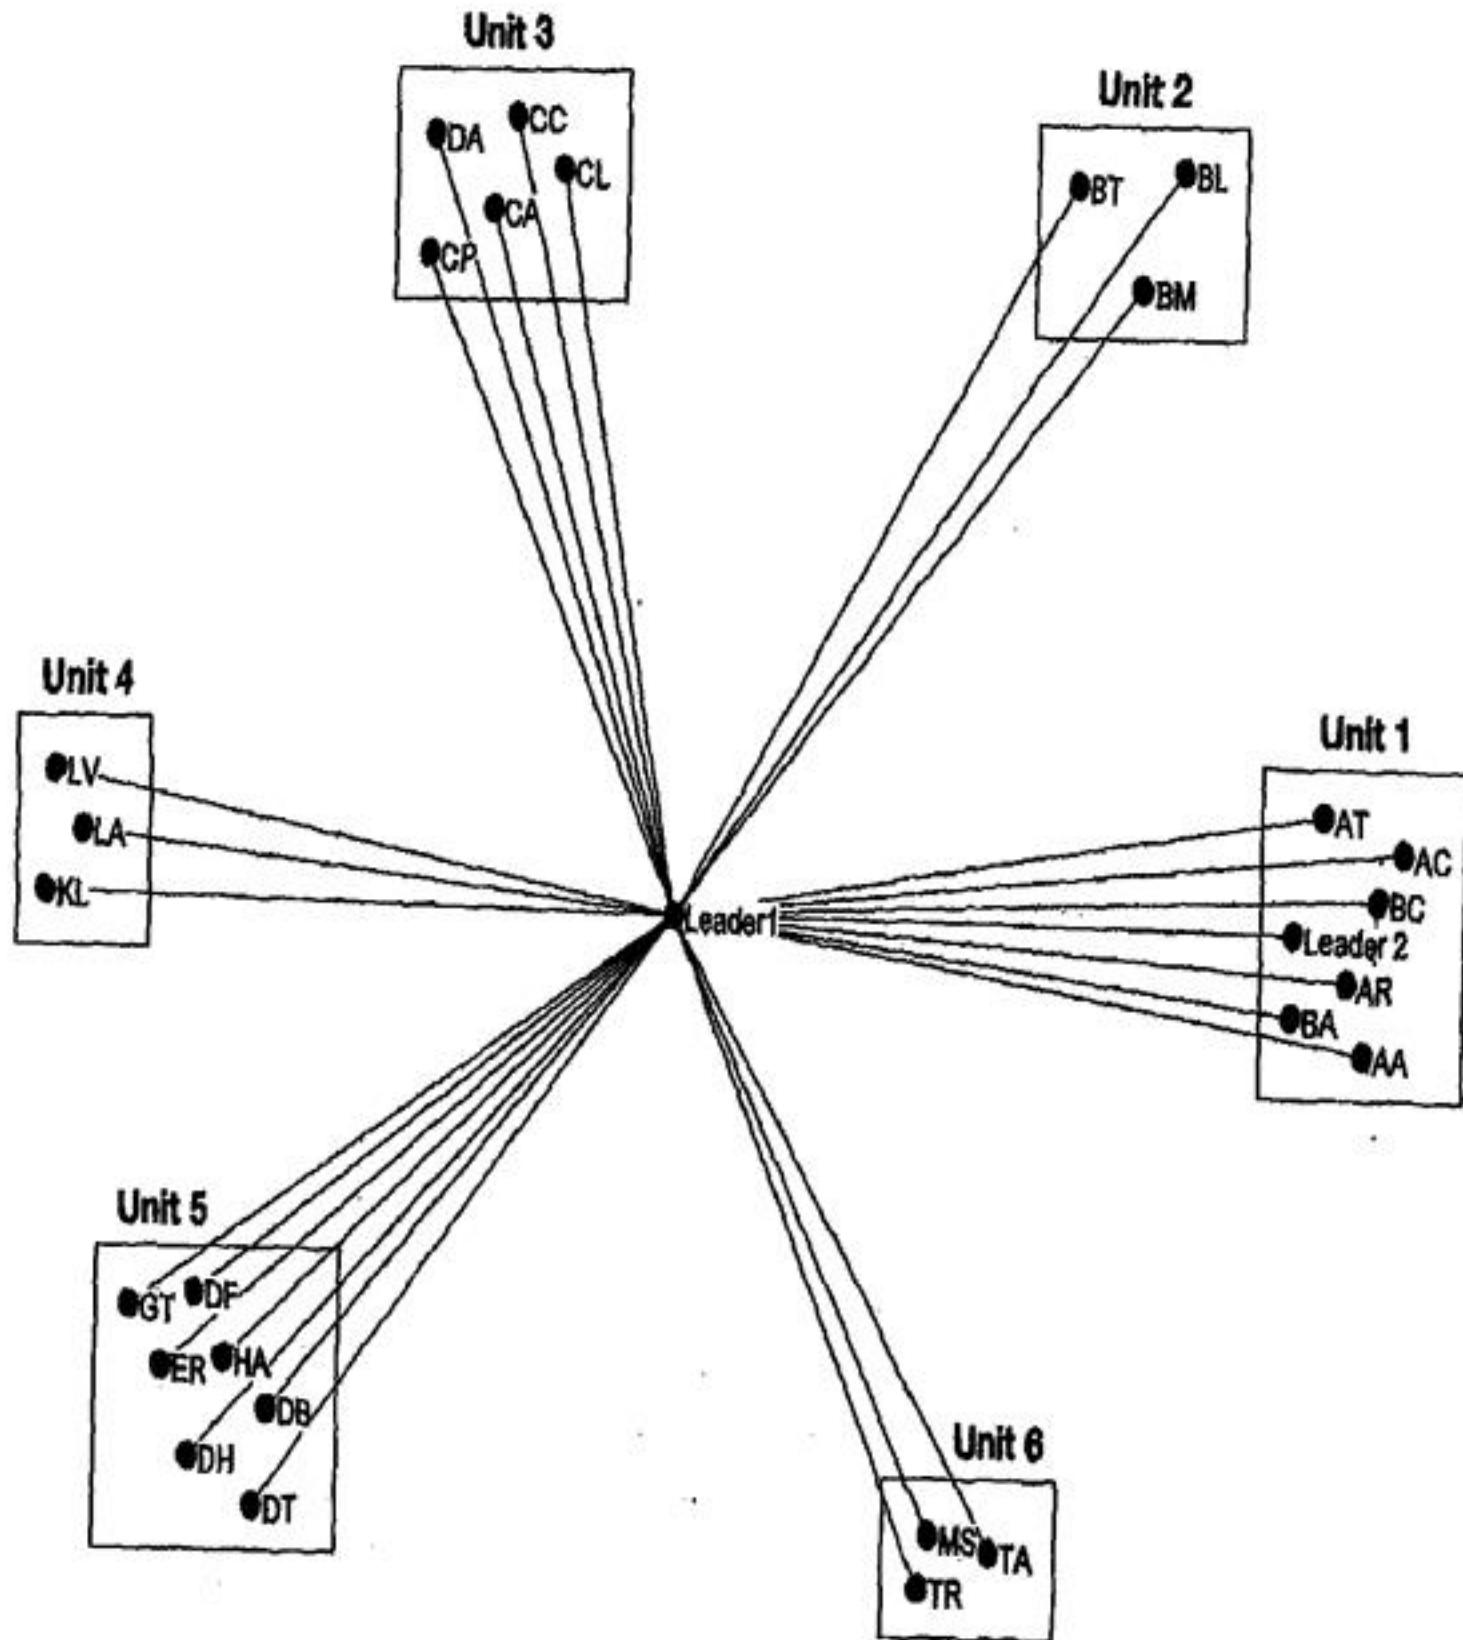 Unit 3
DA
CC
CL
CA
CP
Unit 2
BT
BL
BM
Unit 4
LV
LA
KL
Unit 1
AT
AC
BC
Leader 2
AR
BA
AA
Leader1
Unit 5
GT
DF
ER
HA
DB
DH
DT
Unit 6
MS
TA
TR